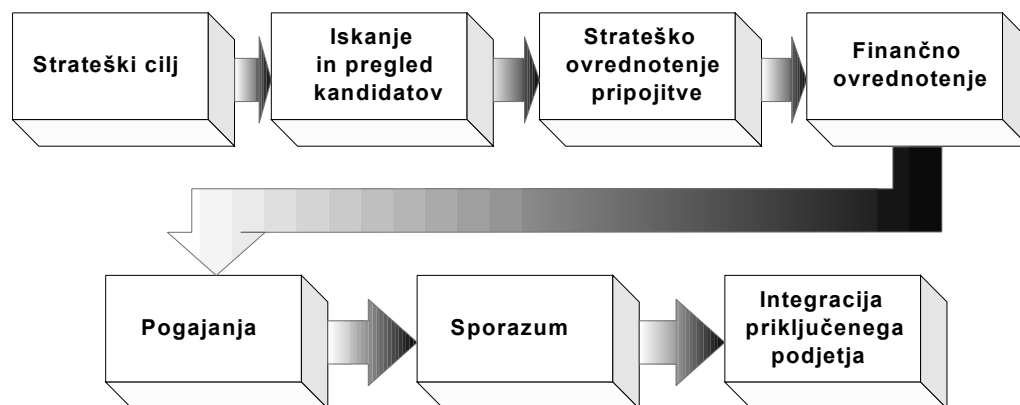 Strateški cilj
Iskanje
in pregled
kandidatov
Strateško
ovrednotenje
pripojitve
Finančno
ovrednotenje
Pogajanja
Sporazum
Integracija
priključenega
podjetja